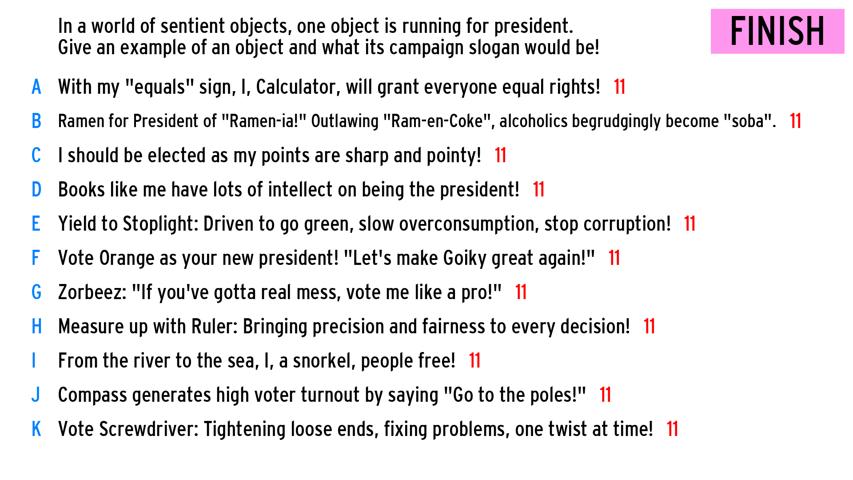 In a world of sentient objects, one object is running for president.
Give an example of an object and what its campaign slogan would be!
FINISH
A With my "equals" sign, I, Calculator, will grant everyone equal rights! 11
B Ramen for President of "Ramen-ia!" Outlawing "Ram-en-Coke", alcoholics begrudgingly become "soba". 11
C I should be elected as my points are sharp and pointy! 11
D Books like me have lots of intellect on being the president! 11
E Yield to Stoplight: Driven to go green, slow overconsumption, stop corruption! 11
F Vote Orange as your new president! "Let's make Goiky great again!" 11
G Zorbeez: "If you've gotta real mess, vote me like a pro!" 11
H Measure up with Ruler: Bringing precision and fairness to every decision! 11
I From the river to the sea, I, a snorkel, people free! 11
J Compass generates high voter turnout by saying "Go to the poles!" 11
K Vote Screwdriver: Tightening loose ends, fixing problems, one twist at time! 11